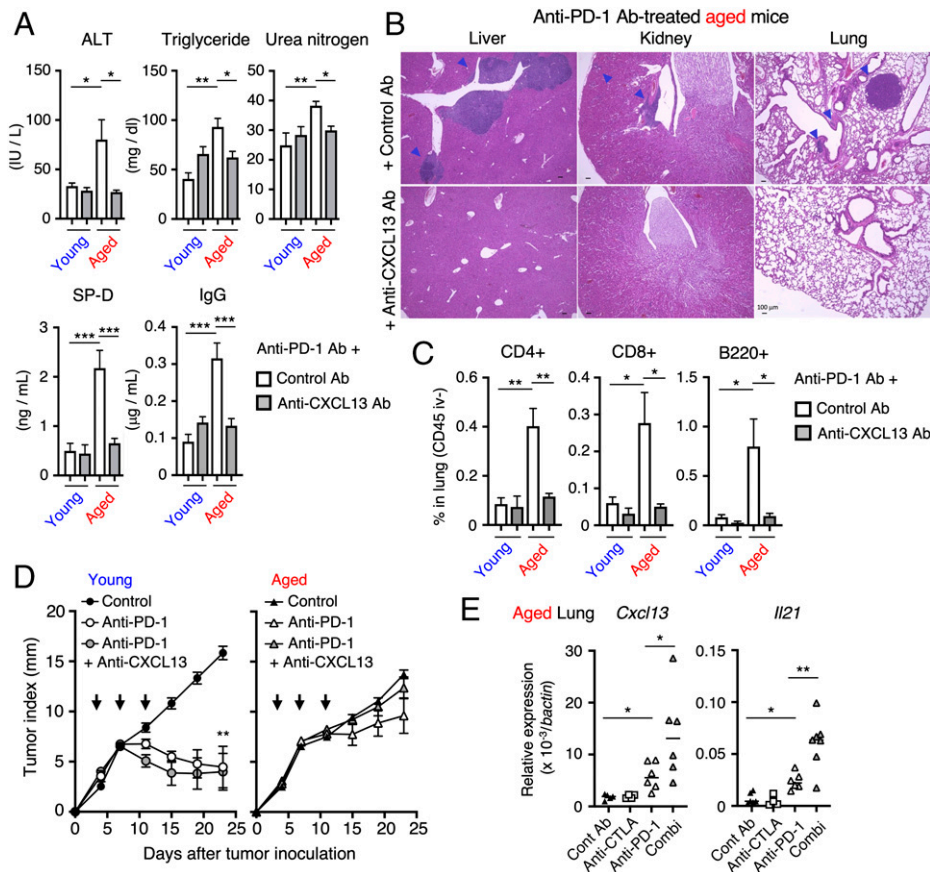 A
ALT
Triglyceride
Urea nitrogen
(IU / L)
150
100
50
0
* *
Young
Aged
(mg / dl)
150
100
50
0
** *
Young
Aged
50
40
30
20
10
0
** *
Young
Aged
SP-D
IgG
(ng / mL)
3
2
1
0
*** ***
Young
Aged
(µg / mL)
0.4
0.3
0.2
0.1
0
*** ***
Young
Aged
Anti-PD-1 Ab +
Control Ab
Anti-CXCL13 Ab
B
Anti-PD-1 Ab-treated aged mice
Liver
Kidney
Lung
+ Control Ab
+ Anti-CXCL13 Ab
100 µm
C
CD4+
CD8+
B220+
% in lung (CD45 iv-)
0.6
0.4
0.2
0.0
** **
Young
Aged
0.4
0.3
0.2
0.1
0
* *
Young
Aged
1.5
1.0
0.5
0.0
* *
Young
Aged
Anti-PD-1 Ab +
Control Ab
Anti-CXCL13 Ab
D
Young
Control
Anti-PD-1
Anti-PD-1
+ Anti-CXCL13
Aged
Control
Anti-PD-1
Anti-PD-1
+ Anti-CXCL13
Tumor index (mm)
20
15
10
5
0
**
0 5 10 15 20 25
0 5 10 15 20 25
Days after tumor inoculation
E
Aged Lung
Cxcl13
Il21
Relative expression
(x 10-3/bactin)
30
20
10
0
*
*
Cont Ab
Anti-CTLA
Anti-PD-1
Combi
0.15
0.10
0.05
0
**
*
Cont Ab
Anti-CTLA
Anti-PD-1
Combi